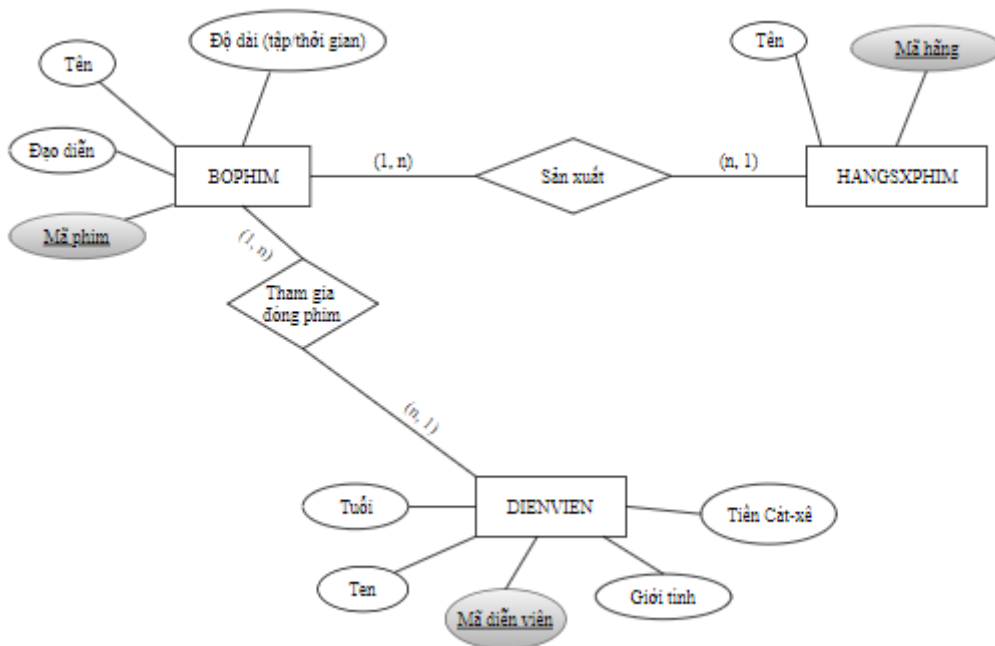 Độ dài (tập/thời gian)
Tên
Đạo diễn
Mã phim
BOPHIM
(1, n)
Sản xuất
(n, 1)
Tên
Mã hãng
HANGSXPHIM
(1, n)
Tham gia
đóng phim
(n, 1)
Tuổi
DIENVIEN
Tiền Cát-xê
Ten
Mã diễn viên
Giới tính